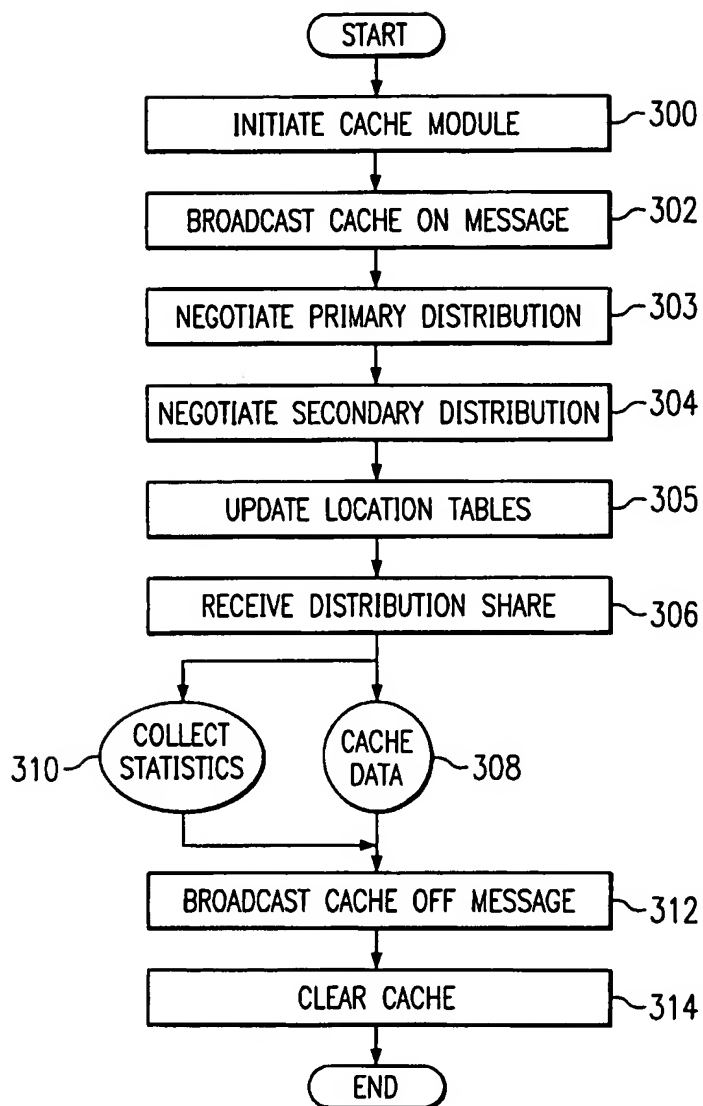 START
INITIATE CACHE MODULE
300
BROADCAST CACHE ON MESSAGE
302
NEGOTIATE PRIMARY DISTRIBUTION
303
NEGOTIATE SECONDARY DISTRIBUTION
304
UPDATE LOCATION TABLES
305
RECEIVE DISTRIBUTION SHARE
306
310
COLLECT
STATISTICS
CACHE
DATA
308
BROADCAST CACHE OFF MESSAGE
312
CLEAR CACHE
314
END